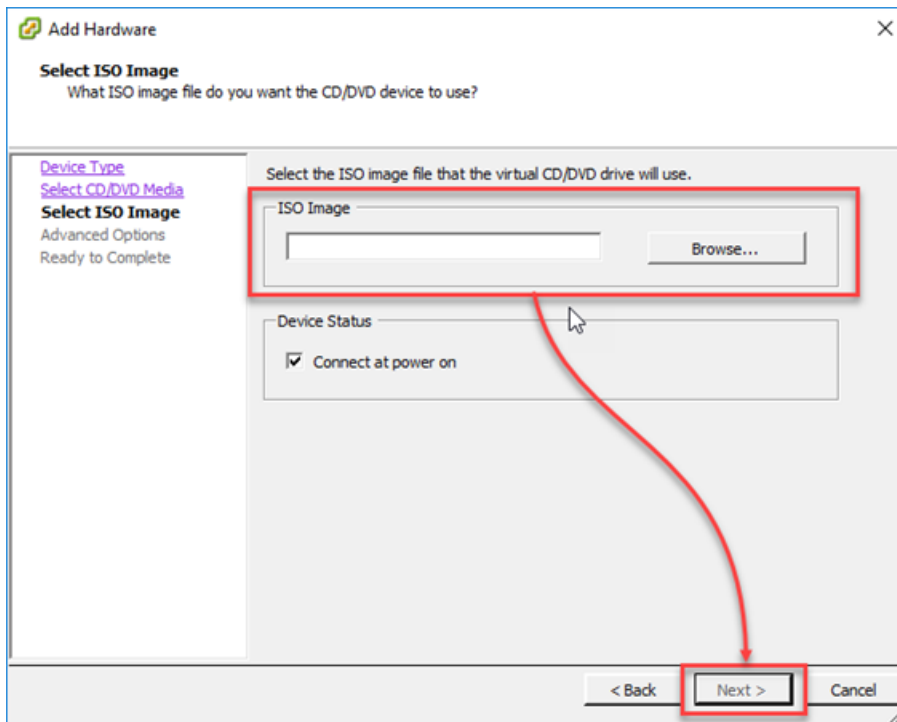 Add Hardware
Select ISO Image
What ISO image file do you want the CD/DVD device to use?
Device Type
Select CD/DVD Media
Select ISO Image
Advanced Options
Ready to Complete
Select the ISO image file that the virtual CD/DVD drive will use.
ISO Image
Browse...
Device Status
Connect at power on
< Back
Next >
Cancel